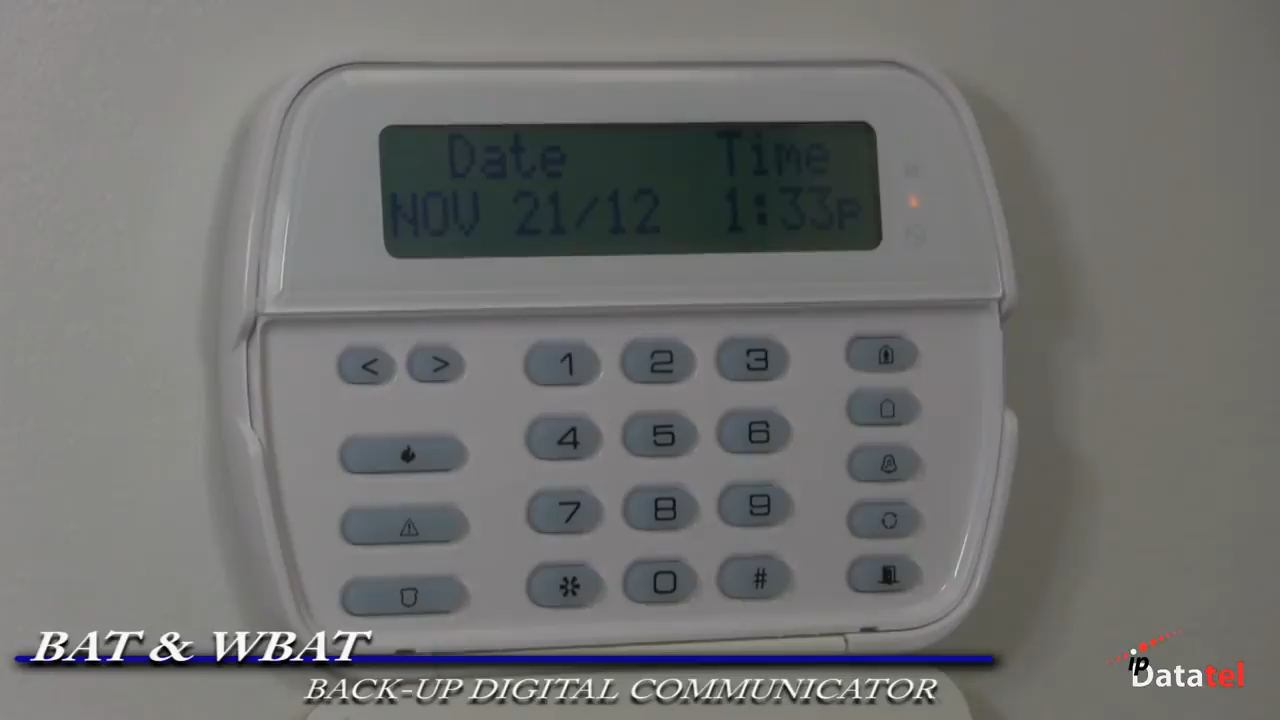 Date Time
NOV 21/12 1:33p
< > 1 2 3
4 5 6
7 8 9
* 0 #
BAT & WBAT
BACK-UP DIGITAL COMMUNICATOR
ip
Datatel